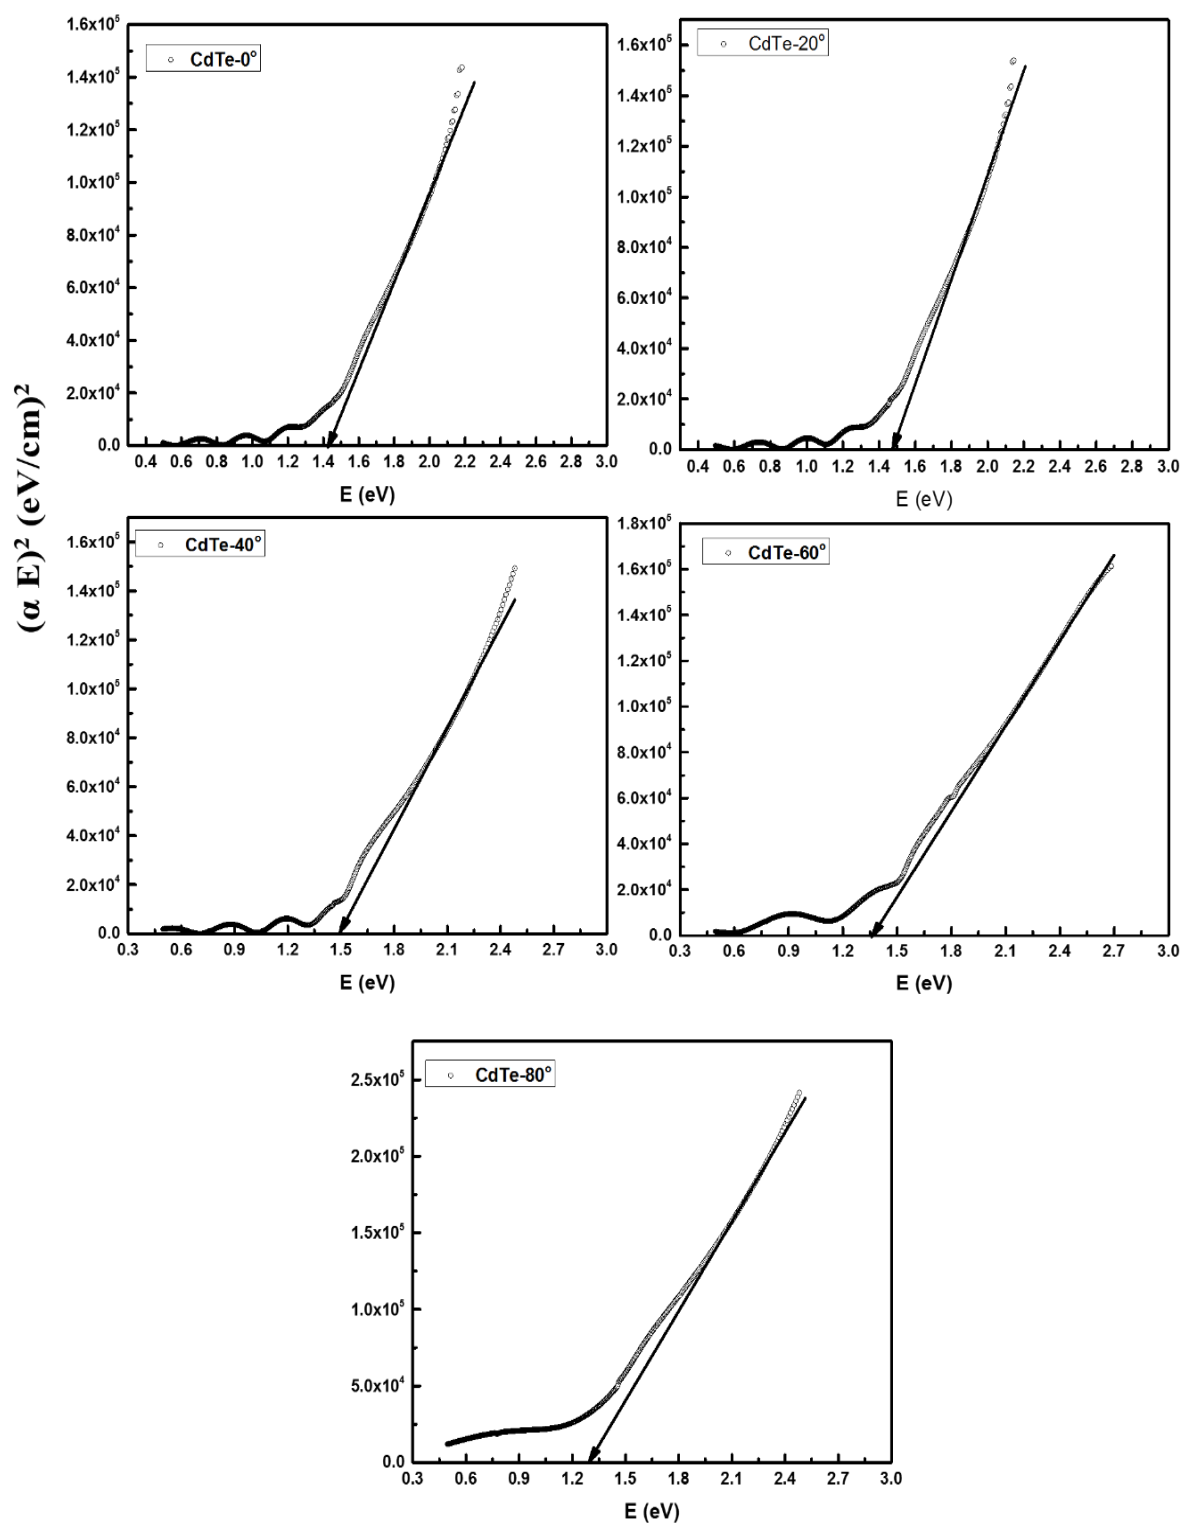 (α E)² (eV/cm)²
CdTe-0°
1.6x10⁵
1.4x10⁵
1.2x10⁵
1.0x10⁵
8.0x10⁴
6.0x10⁴
4.0x10⁴
2.0x10⁴
0.0
0.4 0.6 0.8 1.0 1.2 1.4 1.6 1.8 2.0 2.2 2.4 2.6 2.8 3.0
E (eV)
CdTe-20°
1.6x10⁵
1.4x10⁵
1.2x10⁵
1.0x10⁵
8.0x10⁴
6.0x10⁴
4.0x10⁴
2.0x10⁴
0.0
0.4 0.6 0.8 1.0 1.2 1.4 1.6 1.8 2.0 2.2 2.4 2.6 2.8 3.0
E (eV)
CdTe-40°
1.6x10⁵
1.4x10⁵
1.2x10⁵
1.0x10⁵
8.0x10⁴
6.0x10⁴
4.0x10⁴
2.0x10⁴
0.0
0.3 0.6 0.9 1.2 1.5 1.8 2.1 2.4 2.7 3.0
E (eV)
CdTe-60°
1.8x10⁵
1.6x10⁵
1.4x10⁵
1.2x10⁵
1.0x10⁵
8.0x10⁴
6.0x10⁴
4.0x10⁴
2.0x10⁴
0.0
0.3 0.6 0.9 1.2 1.5 1.8 2.1 2.4 2.7 3.0
E (eV)
CdTe-80°
2.5x10⁵
2.0x10⁵
1.5x10⁵
1.0x10⁵
5.0x10⁴
0.0
0.3 0.6 0.9 1.2 1.5 1.8 2.1 2.4 2.7 3.0
E (eV)